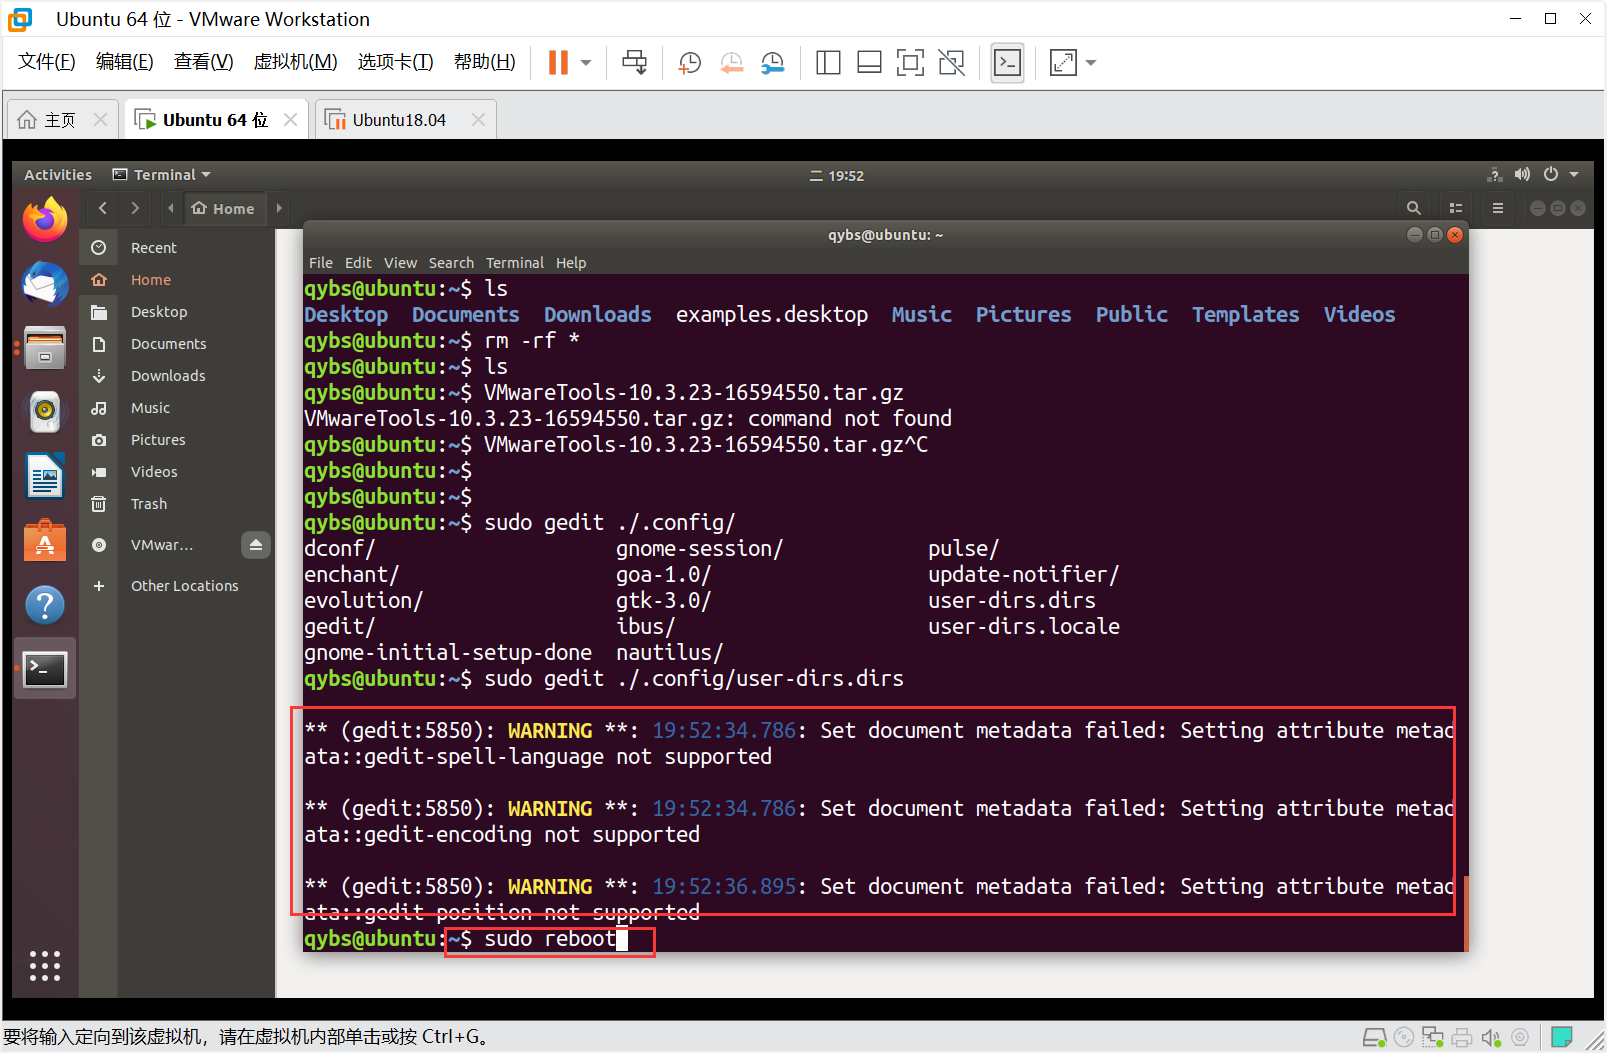 Ubuntu 64 位 - VMware Workstation
文件(F) 编辑(E) 查看(V) 虚拟机(M) 选项卡(T) 帮助(H)
主页 Ubuntu 64 位 Ubuntu18.04
Activities Terminal 二 19:52
Home
qybs@ubuntu: ~
Recent
Home
Desktop
Documents
Downloads
Music
Pictures
Videos
Trash
VMwar…
Other Locations
File Edit View Search Terminal Help
qybs@ubuntu:~$ ls
Desktop Documents Downloads examples.desktop Music Pictures Public Templates Videos
qybs@ubuntu:~$ rm -rf *
qybs@ubuntu:~$ ls
qybs@ubuntu:~$ VMwareTools-10.3.23-16594550.tar.gz
VMwareTools-10.3.23-16594550.tar.gz: command not found
qybs@ubuntu:~$ VMwareTools-10.3.23-16594550.tar.gz^C
qybs@ubuntu:~$
qybs@ubuntu:~$
qybs@ubuntu:~$ sudo gedit ./.config/
dconf/ gnome-session/ pulse/
enchant/ goa-1.0/ update-notifier/
evolution/ gtk-3.0/ user-dirs.dirs
gedit/ ibus/ user-dirs.locale
gnome-initial-setup-done nautilus/
qybs@ubuntu:~$ sudo gedit ./.config/user-dirs.dirs
** (gedit:5850): WARNING **: 19:52:34.786: Set document metadata failed: Setting attribute metad
ata::gedit-spell-language not supported
** (gedit:5850): WARNING **: 19:52:34.786: Set document metadata failed: Setting attribute metad
ata::gedit-encoding not supported
** (gedit:5850): WARNING **: 19:52:36.895: Set document metadata failed: Setting attribute metad
ata::gedit-position not supported
qybs@ubuntu:~$ sudo reboot
要将输入定向到该虚拟机，请在虚拟机内部单击或按 Ctrl+G。